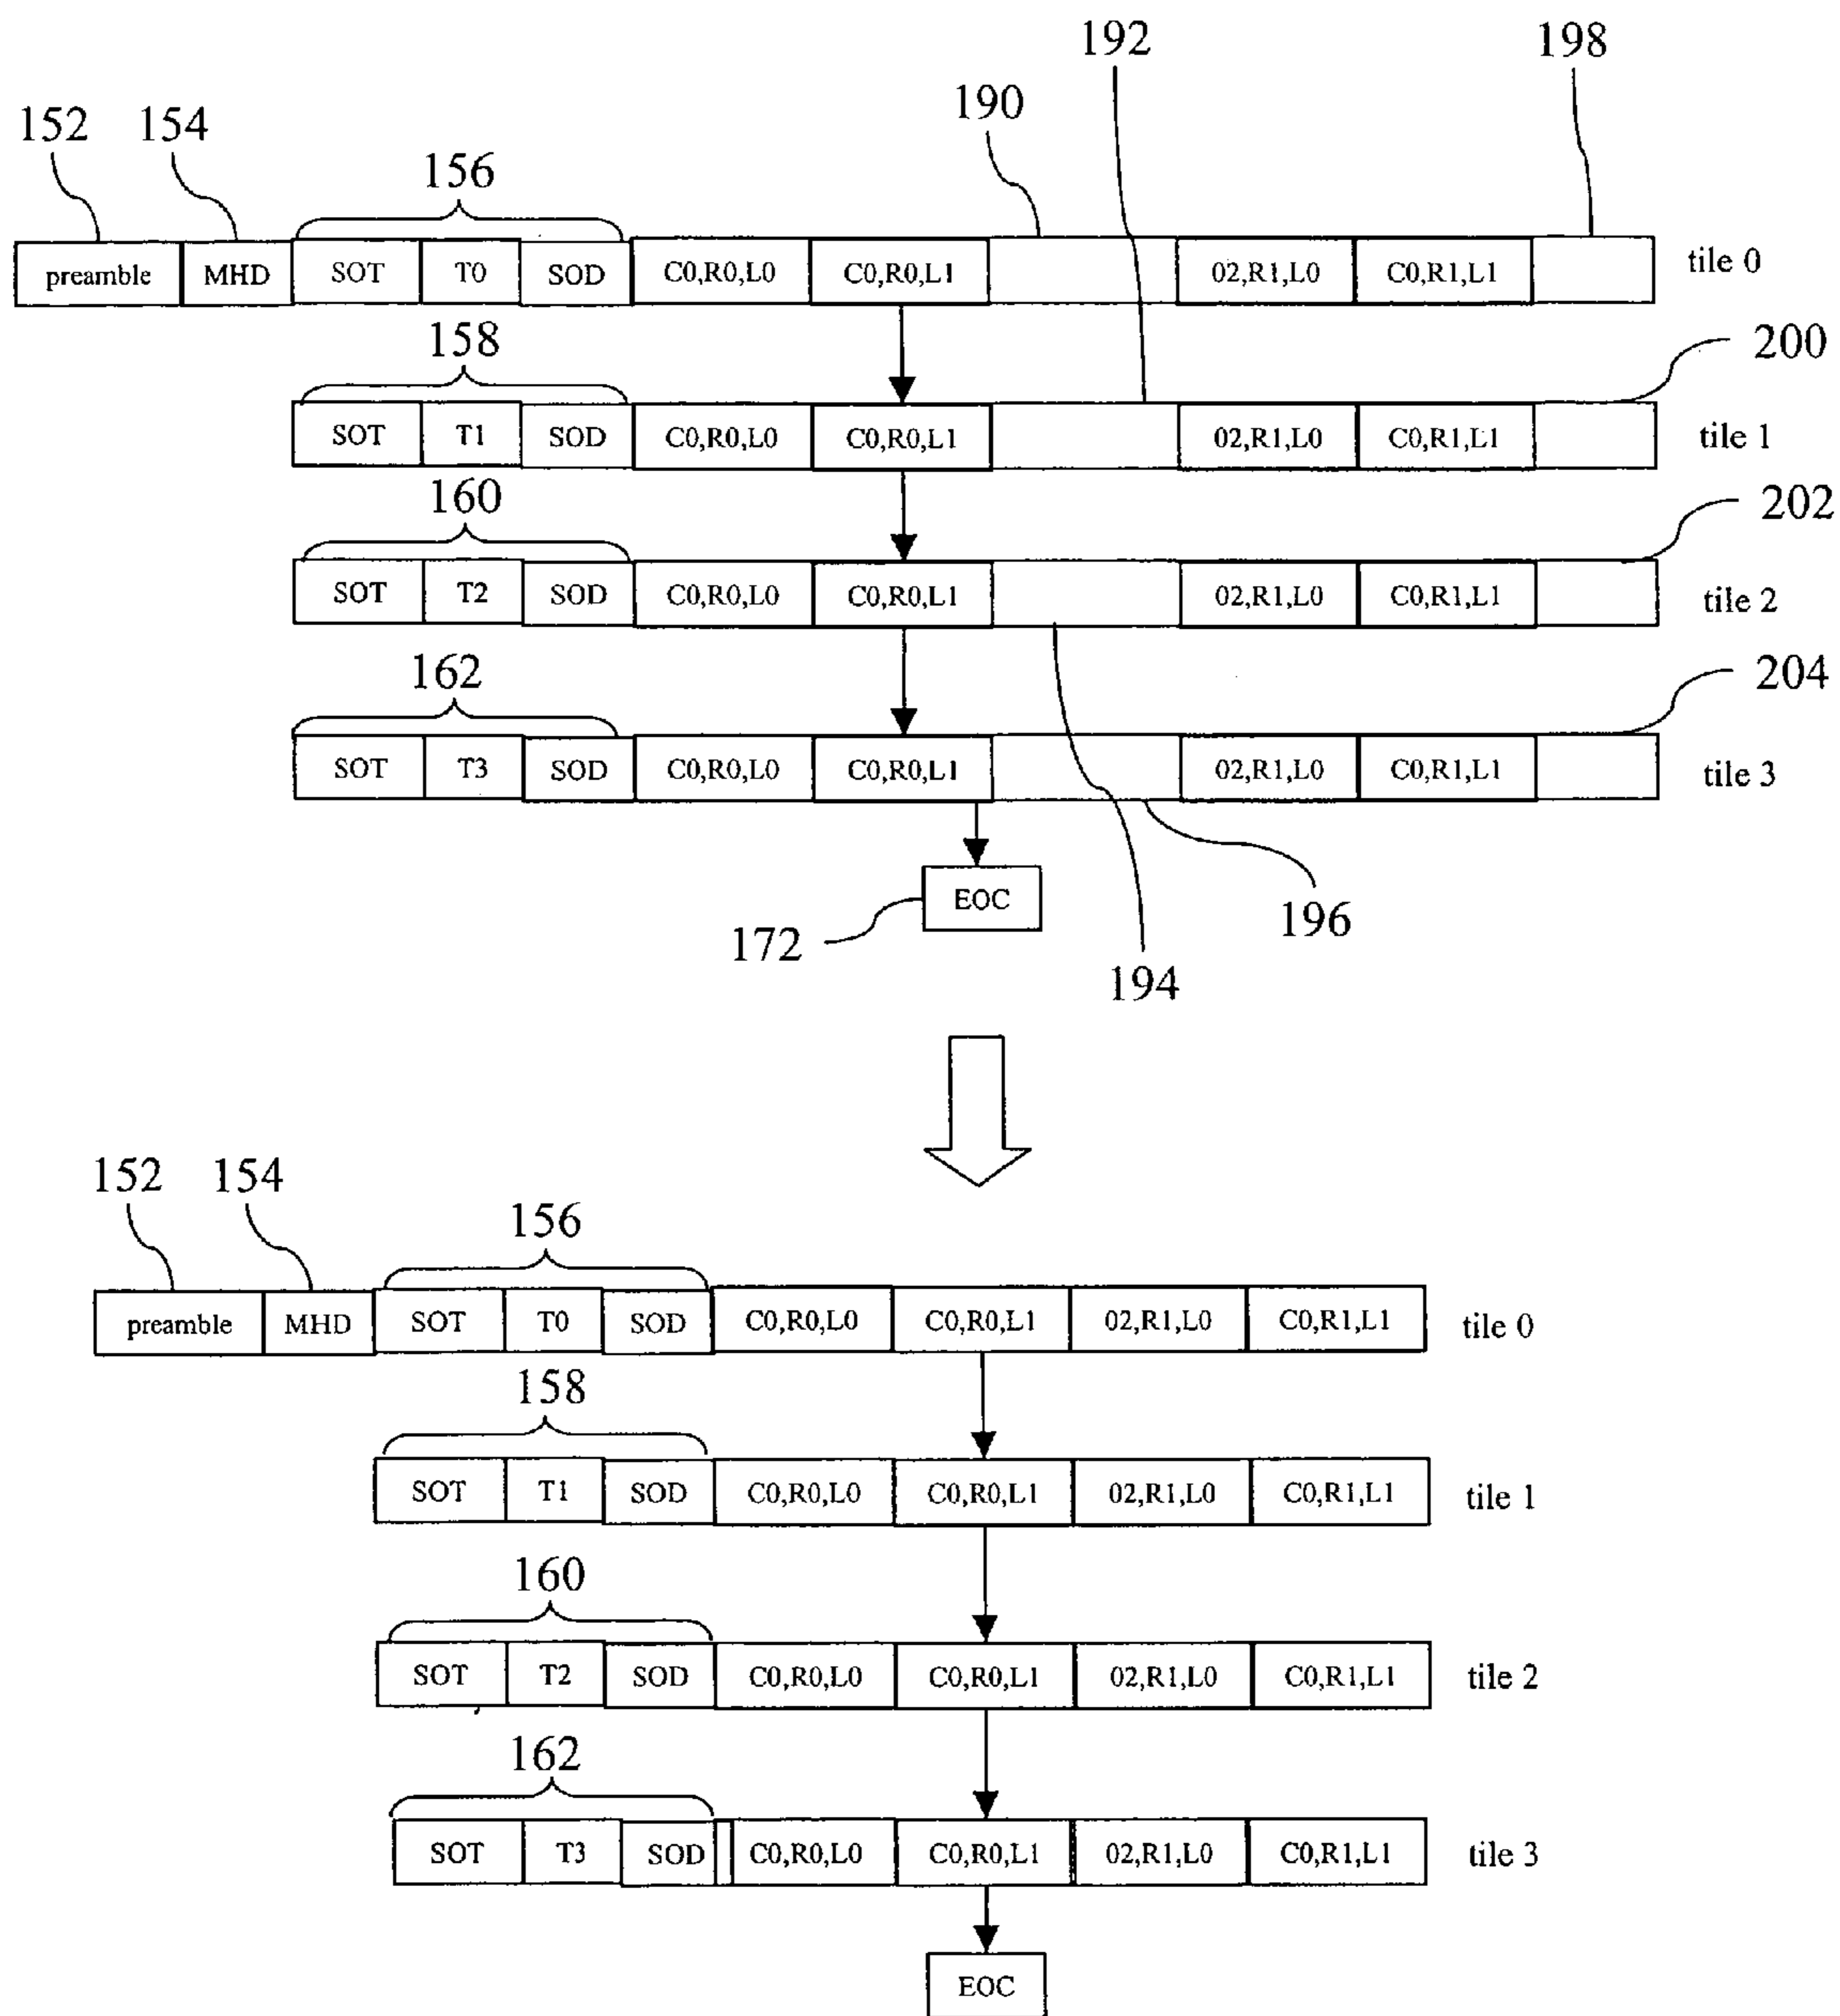 192 198
190
152 154
156
preamble MHD SOT T0 SOD C0,R0,L0 C0,R0,L1 02,R1,L0 C0,R1,L1 tile 0
158 200
SOT T1 SOD C0,R0,L0 C0,R0,L1 02,R1,L0 C0,R1,L1 tile 1
160 202
SOT T2 SOD C0,R0,L0 C0,R0,L1 02,R1,L0 C0,R1,L1 tile 2
162 204
SOT T3 SOD C0,R0,L0 C0,R0,L1 02,R1,L0 C0,R1,L1 tile 3
EOC
172 196
194
152 154
156
preamble MHD SOT T0 SOD C0,R0,L0 C0,R0,L1 02,R1,L0 C0,R1,L1 tile 0
158
SOT T1 SOD C0,R0,L0 C0,R0,L1 02,R1,L0 C0,R1,L1 tile 1
160
SOT T2 SOD C0,R0,L0 C0,R0,L1 02,R1,L0 C0,R1,L1 tile 2
162
SOT T3 SOD C0,R0,L0 C0,R0,L1 02,R1,L0 C0,R1,L1 tile 3
EOC